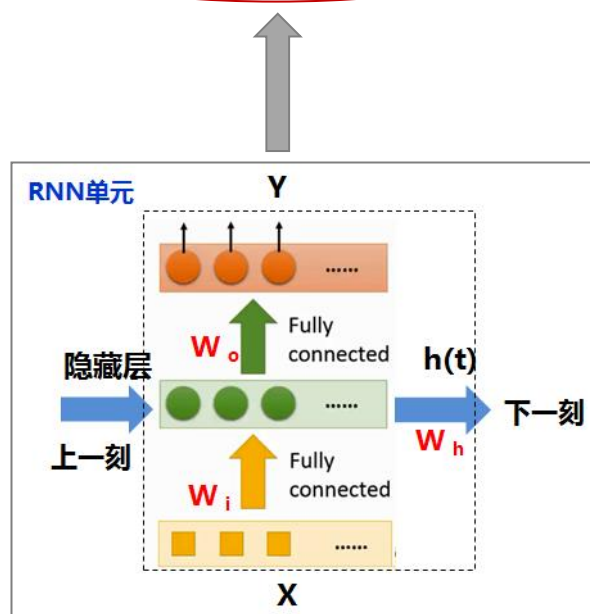 RNN单元
Y
......
W o
Fully
connected
隐藏层
h(t)
......
上一刻
下一刻
W h
W i
Fully
connected
......
X